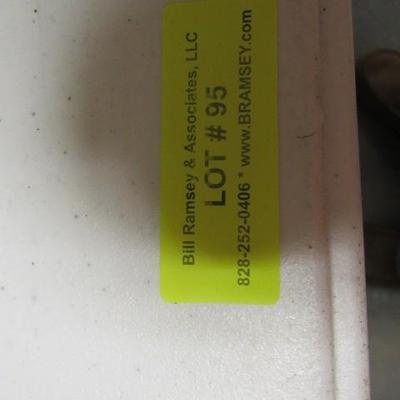 Bill Ramsey & Associates, LLC
LOT # 95
828-252-0406 * www.BRAMSEY.com